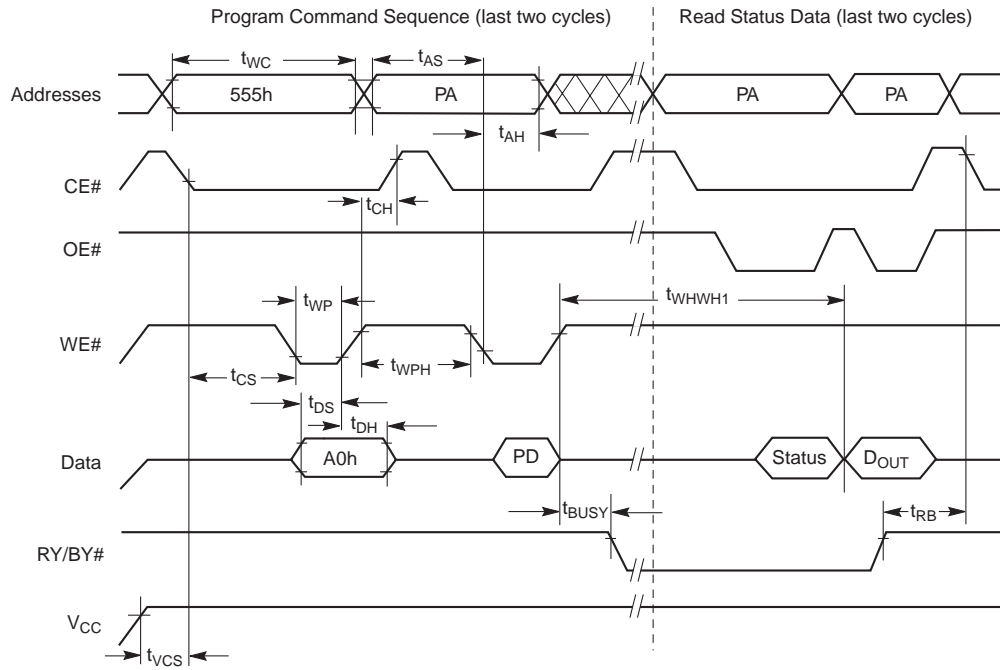 Program Command Sequence (last two cycles) Read Status Data (last two cycles)
tWC tAS
Addresses 555h PA PA PA
tAH
CE#
tCH
OE#
tWP tWHWH1
WE#
tCS tWPH
tDS
tDH
Data A0h PD Status DOUT
tBUSY tRB
RY/BY#
VCC
tVCS